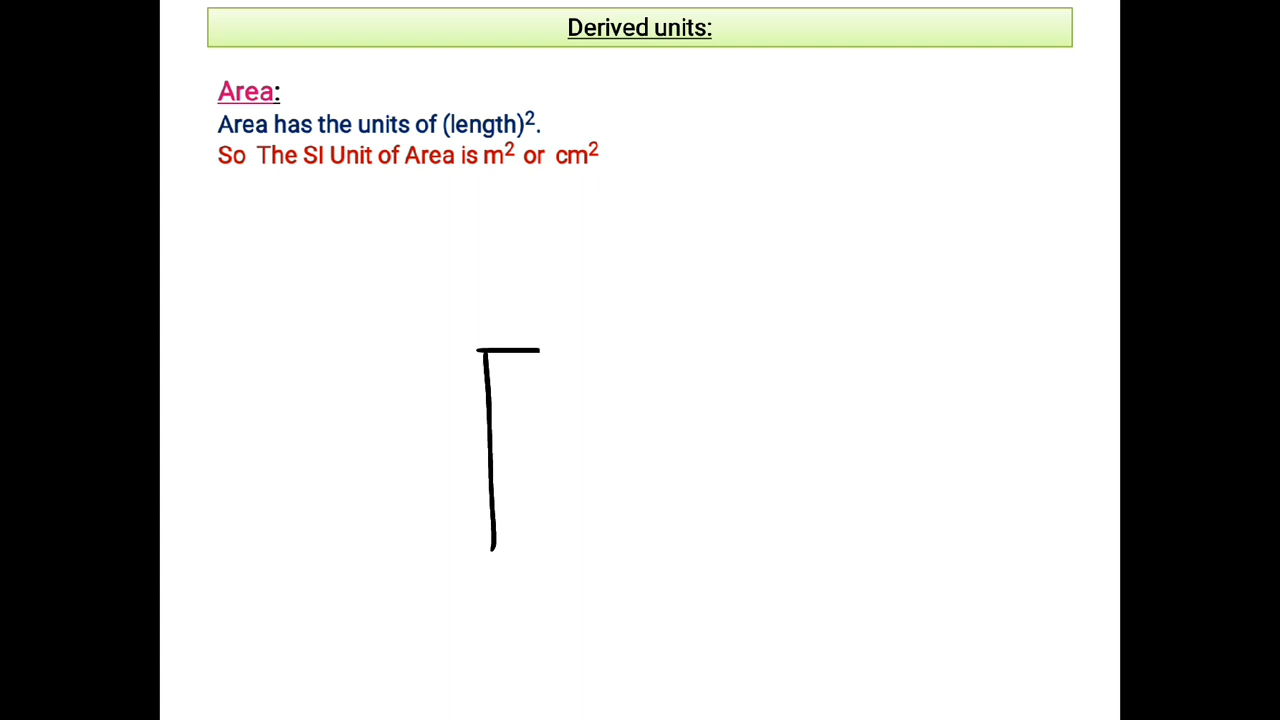 Derived units:
Area:
Area has the units of (length)².
So The SI Unit of Area is m² or cm²